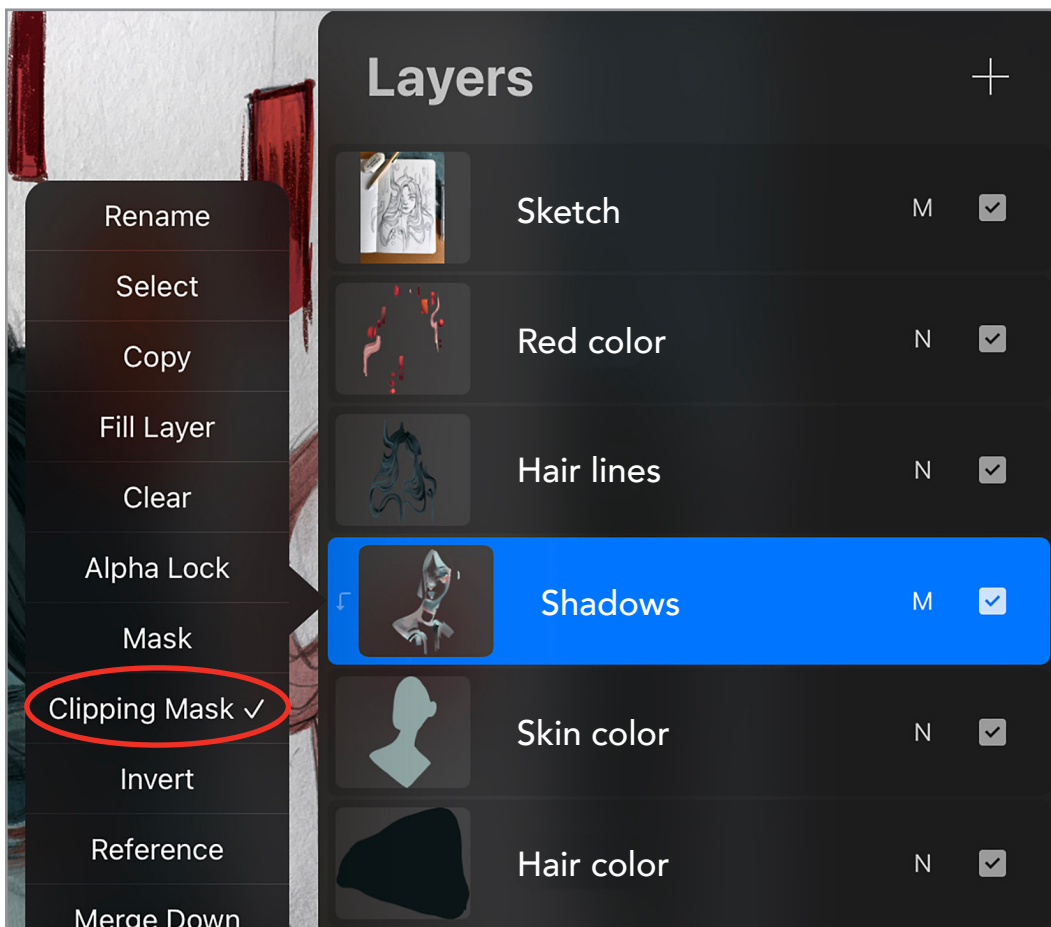 Layers
Sketch M
Red color N
Hair lines N
Shadows M
Skin color N
Hair color N
Rename
Select
Copy
Fill Layer
Clear
Alpha Lock
Mask
Clipping Mask ✓
Invert
Reference
Merge Down